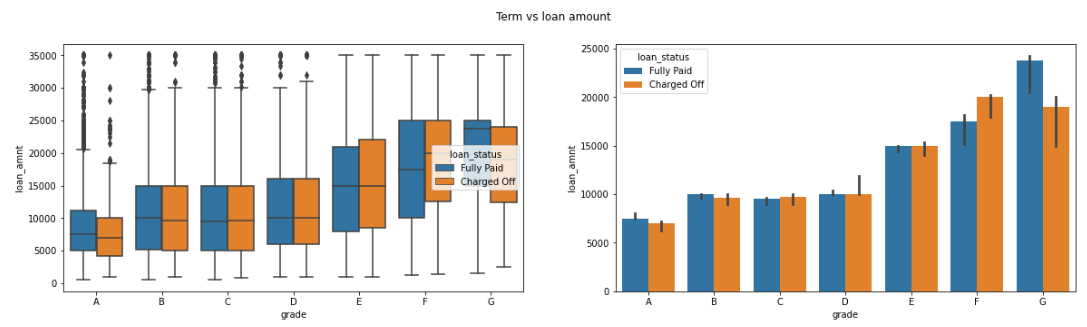 Term vs loan amount
35000
30000
25000
20000
15000
10000
5000
0
loan_amnt
loan_status
Fully Paid
Charged Off
A B C D E F G
grade
25000
20000
15000
10000
5000
0
loan_amnt
loan_status
Fully Paid
Charged Off
A B C D E F G
grade